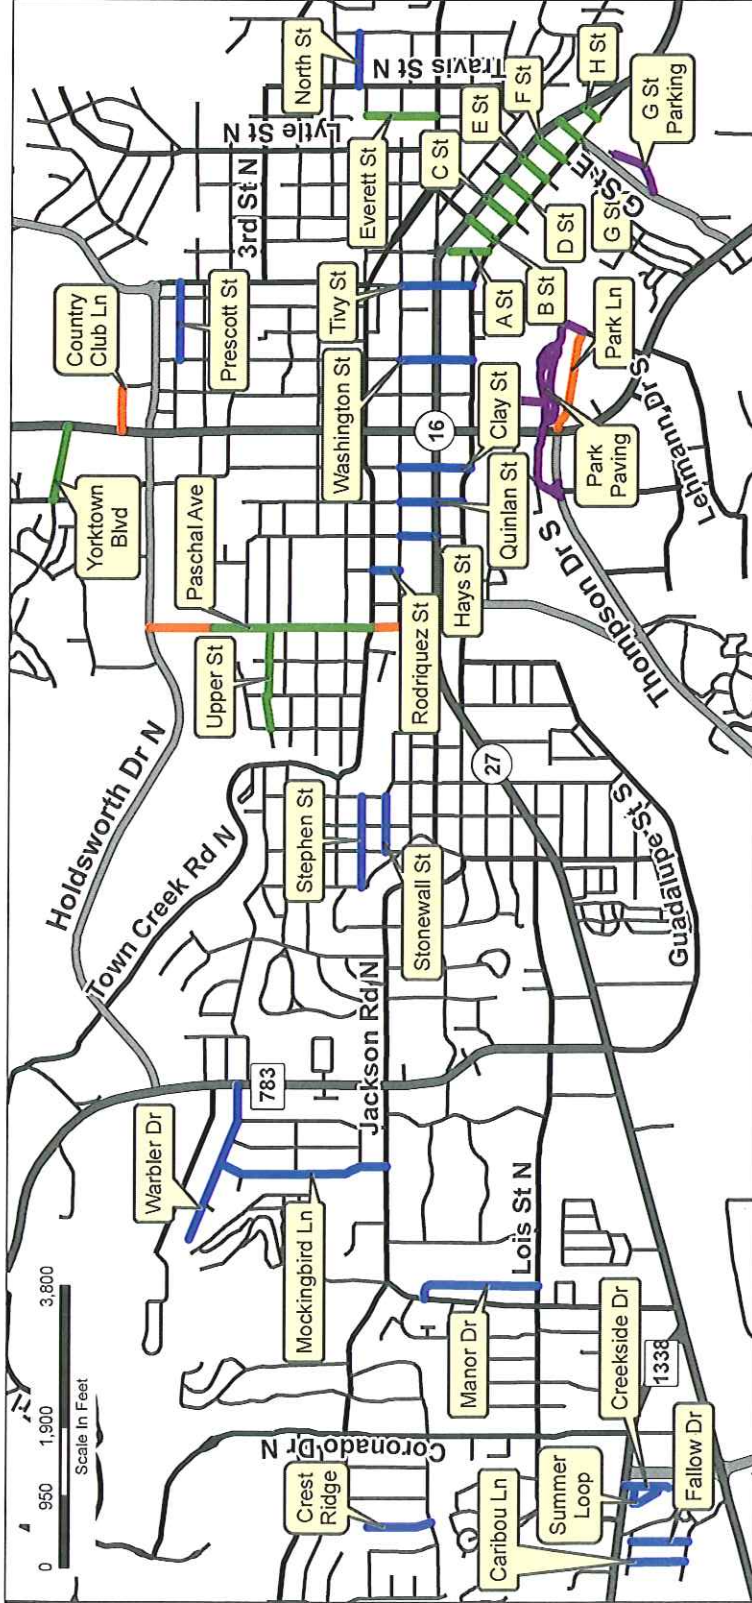 0
950
1,900
3,800
Scale In Feet
Crest
Ridge
Caribou Ln
Summer
Loop
Fallow Dr
Creekside Dr
1338
Coronado Dr N
Manor Dr
Lois St N
Warbler Dr
Mockingbird Ln
783
Jackson Rd N
Holdsworth Dr N
Town Creek Rd N
Stephen St
Stonewall St
27
Guadalupe St S
Upper St
Paschal Ave
Yorktown
Blvd
Country
Club Ln
Rodriquez St
Hays St
Quinlan St
Clay St
16
Washington St
Tivy St
Prescott St
3rd St N
Thompson Dr S
Lehmann Dr S
Park
Paving
Park Ln
A St
B St
C St
D St
E St
F St
G St
H St
G St E
G St
Parking
Everett St
Lytle St N
North St
Travis St N